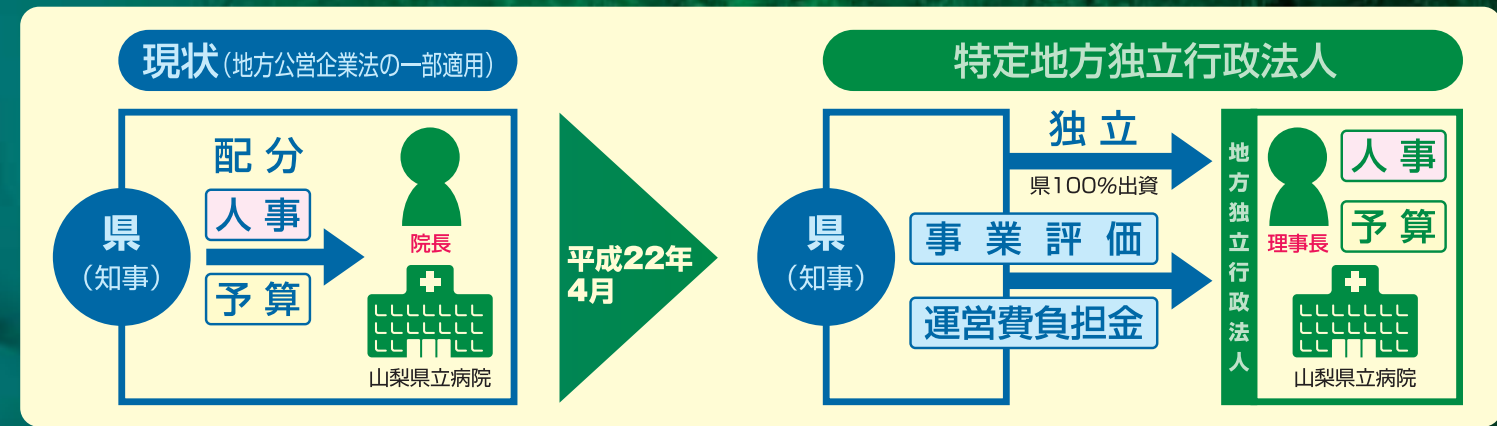 現状（地方公営企業法の一部適用）
配分
人事
予算
県
（知事）
院長
山梨県立病院
平成22年
4月
特定地方独立行政法人
県
（知事）
独立
県100％出資
事業評価
運営費負担金
地方独立行政法人
人事
予算
理事長
山梨県立病院